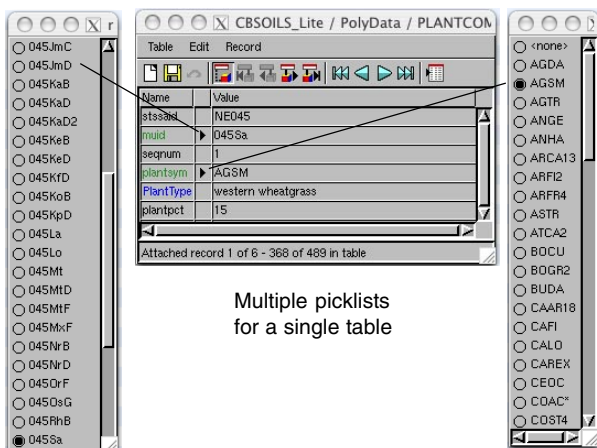 r
045JmC
045JmD
045KaB
045KaD
045KaD2
045KeB
045KeD
045KfD
045KoB
045KpD
045La
045Lo
045Mt
045MtD
045MtF
045MxF
045NrB
045NrD
045OrF
045OsG
045RhB
045Sa
CBSOILS_Lite / PolyData / PLANTCOM
Table Edit Record
Name Value
stssaid NE045
muid 045Sa
seqnum 1
plantsym AGSM
PlantType western wheatgrass
plantpct 15
Attached record 1 of 6 - 368 of 489 in table
Multiple picklists
for a single table
<none>
AGDA
AGSM
AGTR
ANGE
ANHA
ARCA13
ARFI2
ARFR4
ASTR
ATCA2
BOCU
BOGR2
BUDA
CAAR18
CAFI
CALO
CAREX
CEOC
COAC*
COST4